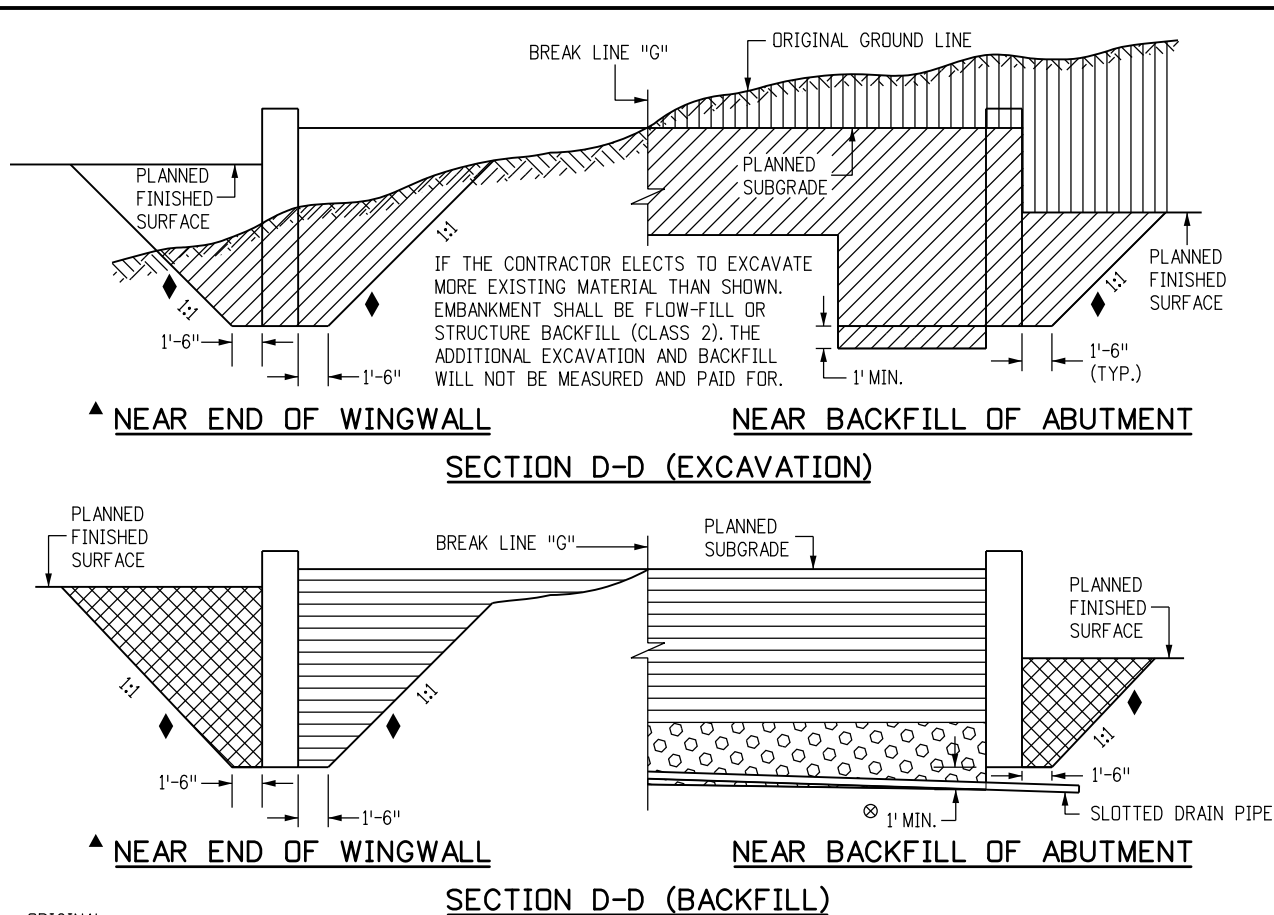 BREAK LINE "G"
ORIGINAL GROUND LINE
PLANNED
FINISHED
SURFACE
PLANNED
SUBGRADE
1:1
1:1
1:1
PLANNED
FINISHED
SURFACE
IF THE CONTRACTOR ELECTS TO EXCAVATE
MORE EXISTING MATERIAL THAN SHOWN.
EMBANKMENT SHALL BE FLOW-FILL OR
STRUCTURE BACKFILL (CLASS 2). THE
ADDITIONAL EXCAVATION AND BACKFILL
WILL NOT BE MEASURED AND PAID FOR.
1'-6"
1'-6"
1' MIN.
1'-6"
(TYP.)
▲ NEAR END OF WINGWALL
NEAR BACKFILL OF ABUTMENT
SECTION D-D (EXCAVATION)
PLANNED
FINISHED
SURFACE
BREAK LINE "G"
PLANNED
SUBGRADE
PLANNED
FINISHED
SURFACE
1:1
1:1
1:1
1'-6"
1'-6"
⊗ 1' MIN.
1'-6"
SLOTTED DRAIN PIPE
▲ NEAR END OF WINGWALL
NEAR BACKFILL OF ABUTMENT
SECTION D-D (BACKFILL)
ORIGINAL